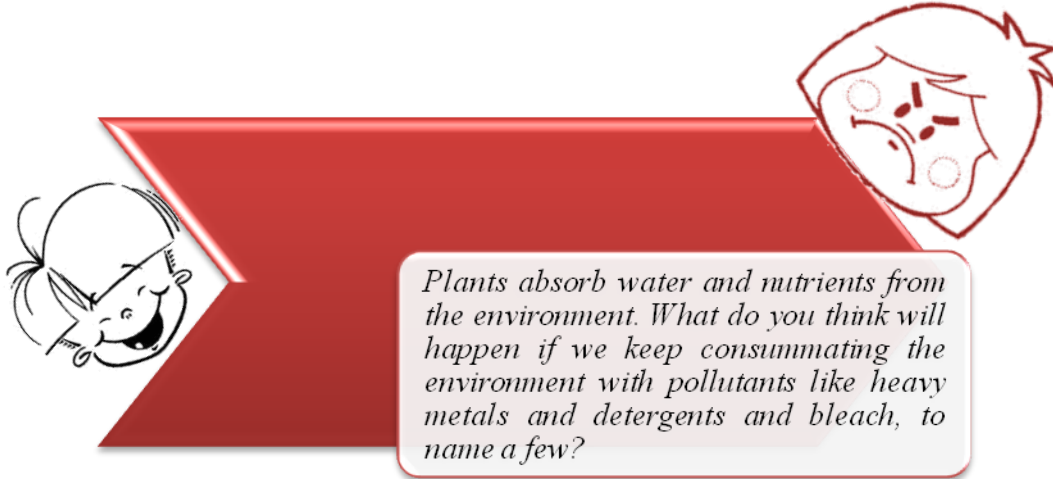 Plants absorb water and nutrients from
the environment. What do you think will
happen if we keep consummating the
environment with pollutants like heavy
metals and detergents and bleach, to
name a few?